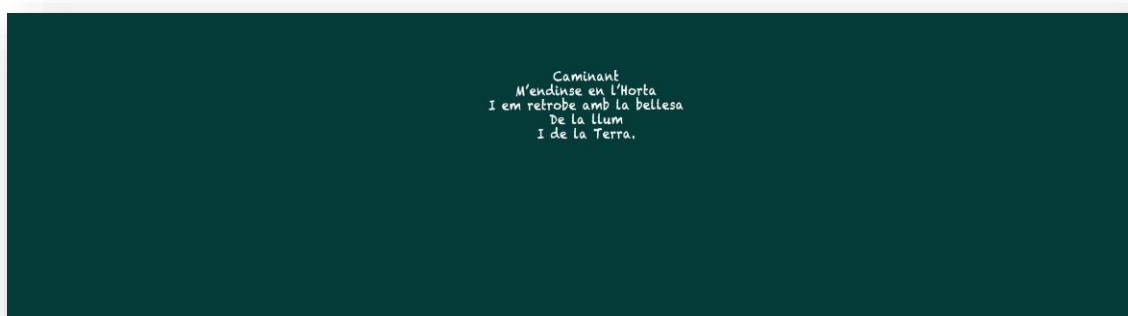 Caminant
M'endinse en l'Horta
I em retrobe amb la bellesa
De la llum
I de la Terra.